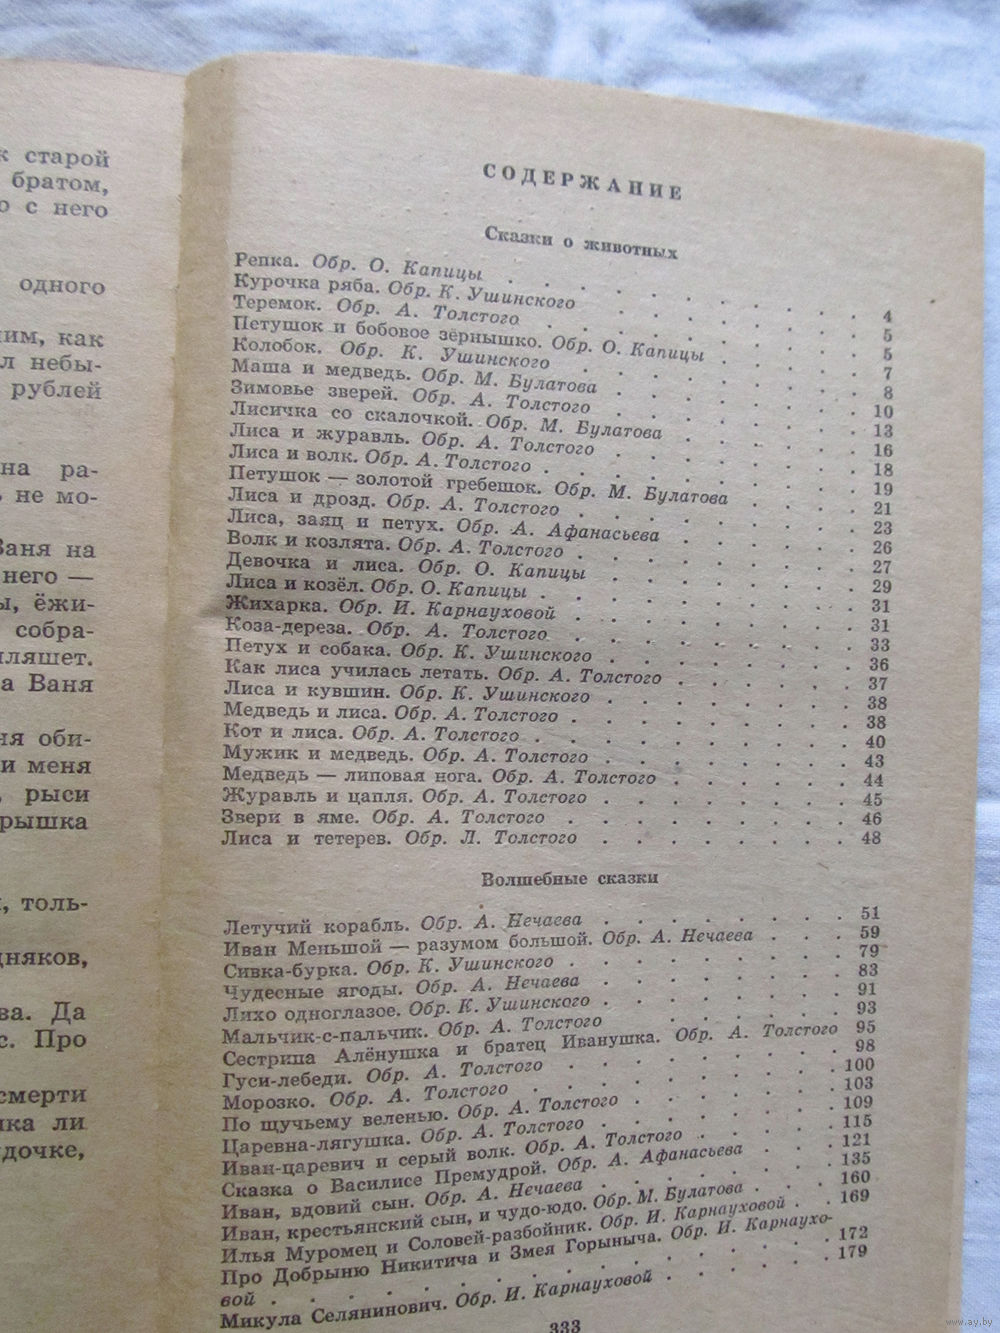 к старой
братом,
о с него
одного
ним, как
л небы-
рублей
на ра-
ь не мо-
Ваня на
него —
ы, ёжи-
собра-
пляшет.
а Ваня
ня оби-
и меня
, рыси
рышка
, толь-
дняков,
ва. Да
с. Про
смерти
ика ли
удочке,
СОДЕРЖАНИЕ
Сказки о животных
Репка. Обр. О. Капицы . . . . . . . . 4
Курочка ряба. Обр. К. Ушинского . . . . . . . 5
Теремок. Обр. А. Толстого . . . . . . . . 5
Петушок и бобовое зёрнышко. Обр. О. Капицы . . . . 7
Колобок. Обр. К. Ушинского . . . . . . . 8
Маша и медведь. Обр. М. Булатова . . . . . . 10
Зимовье зверей. Обр. А. Толстого . . . . . . 13
Лисичка со скалочкой. Обр. М. Булатова . . . . . 16
Лиса и журавль. Обр. А. Толстого . . . . . . 18
Лиса и волк. Обр. А. Толстого . . . . . . . 19
Петушок — золотой гребешок. Обр. М. Булатова . . . . 21
Лиса и дрозд. Обр. А. Толстого . . . . . . . 23
Лиса, заяц и петух. Обр. А. Афанасьева . . . . . 26
Волк и козлята. Обр. А. Толстого . . . . . . . 27
Девочка и лиса. Обр. О. Капицы . . . . . . 29
Лиса и козёл. Обр. О. Капицы . . . . . . . . 31
Жихарка. Обр. И. Карнауховой . . . . . . . 31
Коза-дереза. Обр. А. Толстого . . . . . . . 33
Петух и собака. Обр. К. Ушинского . . . . . . 36
Как лиса училась летать. Обр. А. Толстого . . . . . 37
Лиса и кувшин. Обр. К. Ушинского . . . . . . . 38
Медведь и лиса. Обр. А. Толстого . . . . . . . 38
Кот и лиса. Обр. А. Толстого . . . . . . . . 40
Мужик и медведь. Обр. А. Толстого . . . . . . . 43
Медведь — липовая нога. Обр. А. Толстого . . . . . 44
Журавль и цапля. Обр. А. Толстого . . . . . . . 45
Звери в яме. Обр. А. Толстого . . . . . . . 46
Лиса и тетерев. Обр. Л. Толстого . . . . . . . 48
Волшебные сказки
Летучий корабль. Обр. А. Нечаева . . . . . . . 51
Иван Меньшой — разумом большой. Обр. А. Нечаева . . . 59
Сивка-бурка. Обр. К. Ушинского . . . . . . . 79
Чудесные ягоды. Обр. А. Нечаева . . . . . . 83
Лихо одноглазое. Обр. К. Ушинского . . . . . . 91
Мальчик-с-пальчик. Обр. А. Толстого . . . . . 93
Сестрица Алёнушка и братец Иванушка. Обр. А. Толстого 95
Гуси-лебеди. Обр. А. Толстого . . . . . . . 98
Морозко. Обр. А. Толстого . . . . . . . 100
По щучьему веленью. Обр. А. Толстого . . . . . 103
Царевна-лягушка. Обр. А. Толстого . . . . . . 109
Иван-царевич и серый волк. Обр. А. Толстого . . . . 115
Сказка о Василисе Премудрой. Обр. А. Афанасьева . . . 121
Иван, вдовий сын. Обр. А. Нечаева . . . . . . 135
Иван, крестьянский сын, и чудо-юдо. Обр. М. Булатова . . . 160
Илья Муромец и Соловей-разбойник. Обр. И. Карнауховой . . 169
Про Добрыню Никитича и Змея Горыныча. Обр. И. Карнаухо-
вой . . . . . . . . . . . . 172
Микула Селянинович. Обр. И. Карнауховой . . . . . 179
333
www.ay.by